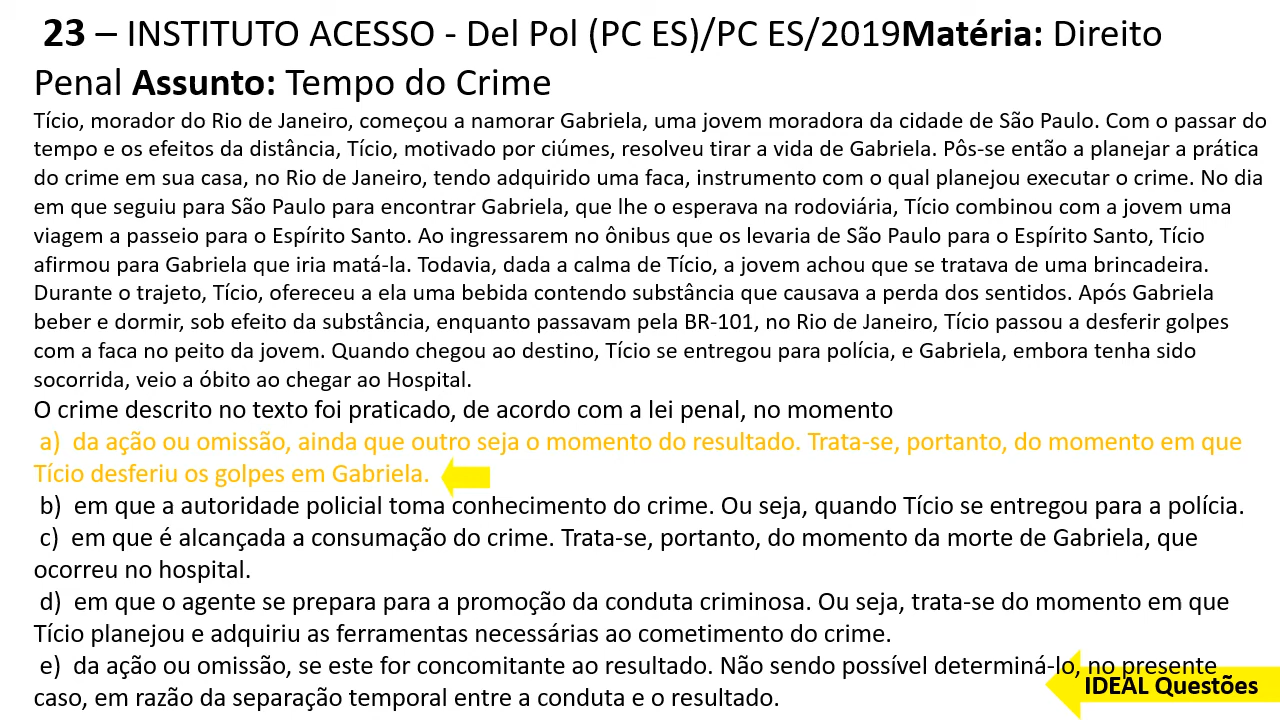 23 – INSTITUTO ACESSO - Del Pol (PC ES)/PC ES/2019Matéria: Direito
Penal Assunto: Tempo do Crime
Tício, morador do Rio de Janeiro, começou a namorar Gabriela, uma jovem moradora da cidade de São Paulo. Com o passar do
tempo e os efeitos da distância, Tício, motivado por ciúmes, resolveu tirar a vida de Gabriela. Pôs-se então a planejar a prática
do crime em sua casa, no Rio de Janeiro, tendo adquirido uma faca, instrumento com o qual planejou executar o crime. No dia
em que seguiu para São Paulo para encontrar Gabriela, que lhe o esperava na rodoviária, Tício combinou com a jovem uma
viagem a passeio para o Espírito Santo. Ao ingressarem no ônibus que os levaria de São Paulo para o Espírito Santo, Tício
afirmou para Gabriela que iria matá-la. Todavia, dada a calma de Tício, a jovem achou que se tratava de uma brincadeira.
Durante o trajeto, Tício, ofereceu a ela uma bebida contendo substância que causava a perda dos sentidos. Após Gabriela
beber e dormir, sob efeito da substância, enquanto passavam pela BR-101, no Rio de Janeiro, Tício passou a desferir golpes
com a faca no peito da jovem. Quando chegou ao destino, Tício se entregou para polícia, e Gabriela, embora tenha sido
socorrida, veio a óbito ao chegar ao Hospital.
O crime descrito no texto foi praticado, de acordo com a lei penal, no momento
a) da ação ou omissão, ainda que outro seja o momento do resultado. Trata-se, portanto, do momento em que
Tício desferiu os golpes em Gabriela.
b) em que a autoridade policial toma conhecimento do crime. Ou seja, quando Tício se entregou para a polícia.
c) em que é alcançada a consumação do crime. Trata-se, portanto, do momento da morte de Gabriela, que
ocorreu no hospital.
d) em que o agente se prepara para a promoção da conduta criminosa. Ou seja, trata-se do momento em que
Tício planejou e adquiriu as ferramentas necessárias ao cometimento do crime.
e) da ação ou omissão, se este for concomitante ao resultado. Não sendo possível determiná-lo, no presente
caso, em razão da separação temporal entre a conduta e o resultado.
IDEAL Questões